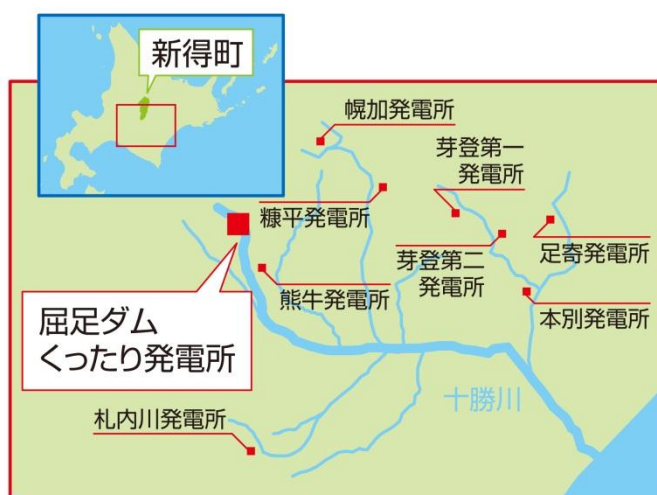 新得町
幌加発電所
芽登第一
発電所
糠平発電所
芽登第二
発電所
足寄発電所
熊牛発電所
本別発電所
屈足ダム
くったり発電所
十勝川
札内川発電所